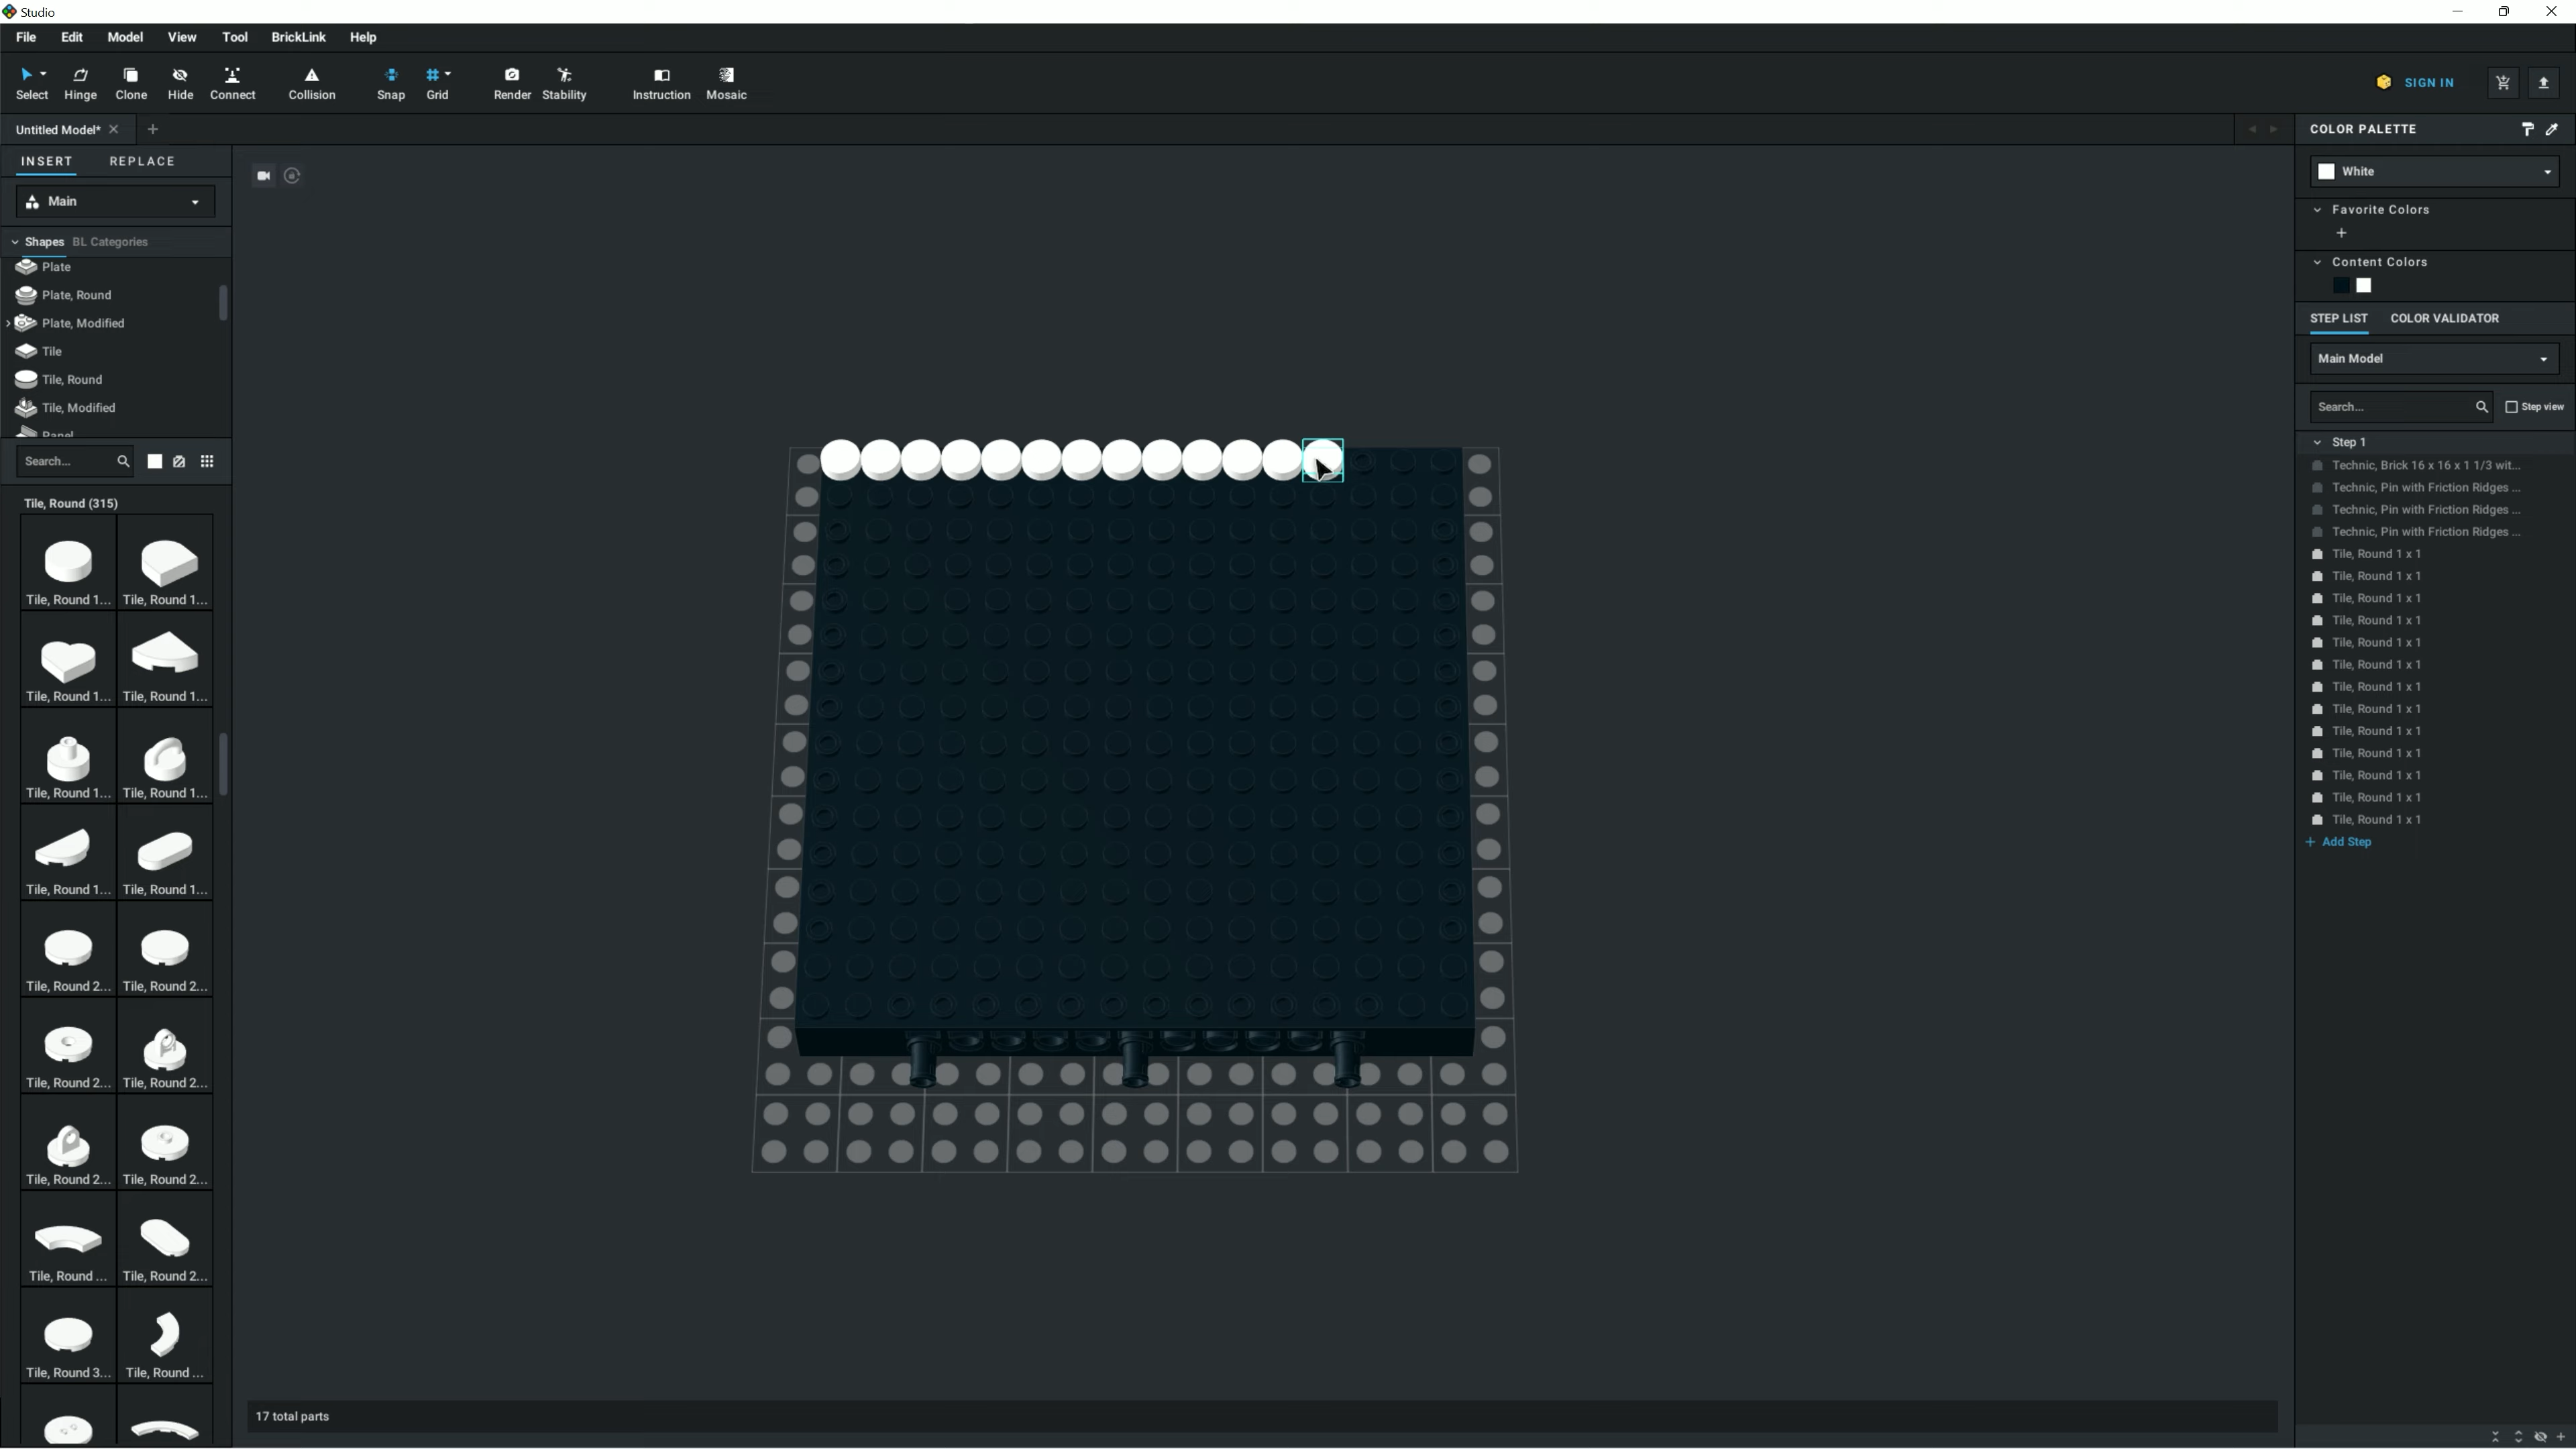 Studio
File Edit Model View Tool BrickLink Help
Select Hinge Clone Hide Connect Collision Snap Grid Render Stability Instruction Mosaic
SIGN IN
Untitled Model*
INSERT REPLACE
Main
Shapes BL Categories
Plate
Plate, Round
Plate, Modified
Tile
Tile, Round
Tile, Modified
Panel
Search...
Tile, Round (315)
Tile, Round 1... Tile, Round 1...
Tile, Round 1... Tile, Round 1...
Tile, Round 1... Tile, Round 1...
Tile, Round 1... Tile, Round 1...
Tile, Round 2... Tile, Round 2...
Tile, Round 2... Tile, Round 2...
Tile, Round 2... Tile, Round 2...
Tile, Round ... Tile, Round 2...
Tile, Round 3... Tile, Round ...
17 total parts
COLOR PALETTE
White
Favorite Colors
Content Colors
STEP LIST COLOR VALIDATOR
Main Model
Search... Step view
Step 1
Technic, Brick 16 x 16 x 1 1/3 wit...
Technic, Pin with Friction Ridges ...
Technic, Pin with Friction Ridges ...
Technic, Pin with Friction Ridges ...
Tile, Round 1 x 1
Tile, Round 1 x 1
Tile, Round 1 x 1
Tile, Round 1 x 1
Tile, Round 1 x 1
Tile, Round 1 x 1
Tile, Round 1 x 1
Tile, Round 1 x 1
Tile, Round 1 x 1
Tile, Round 1 x 1
Tile, Round 1 x 1
Tile, Round 1 x 1
Tile, Round 1 x 1
Add Step